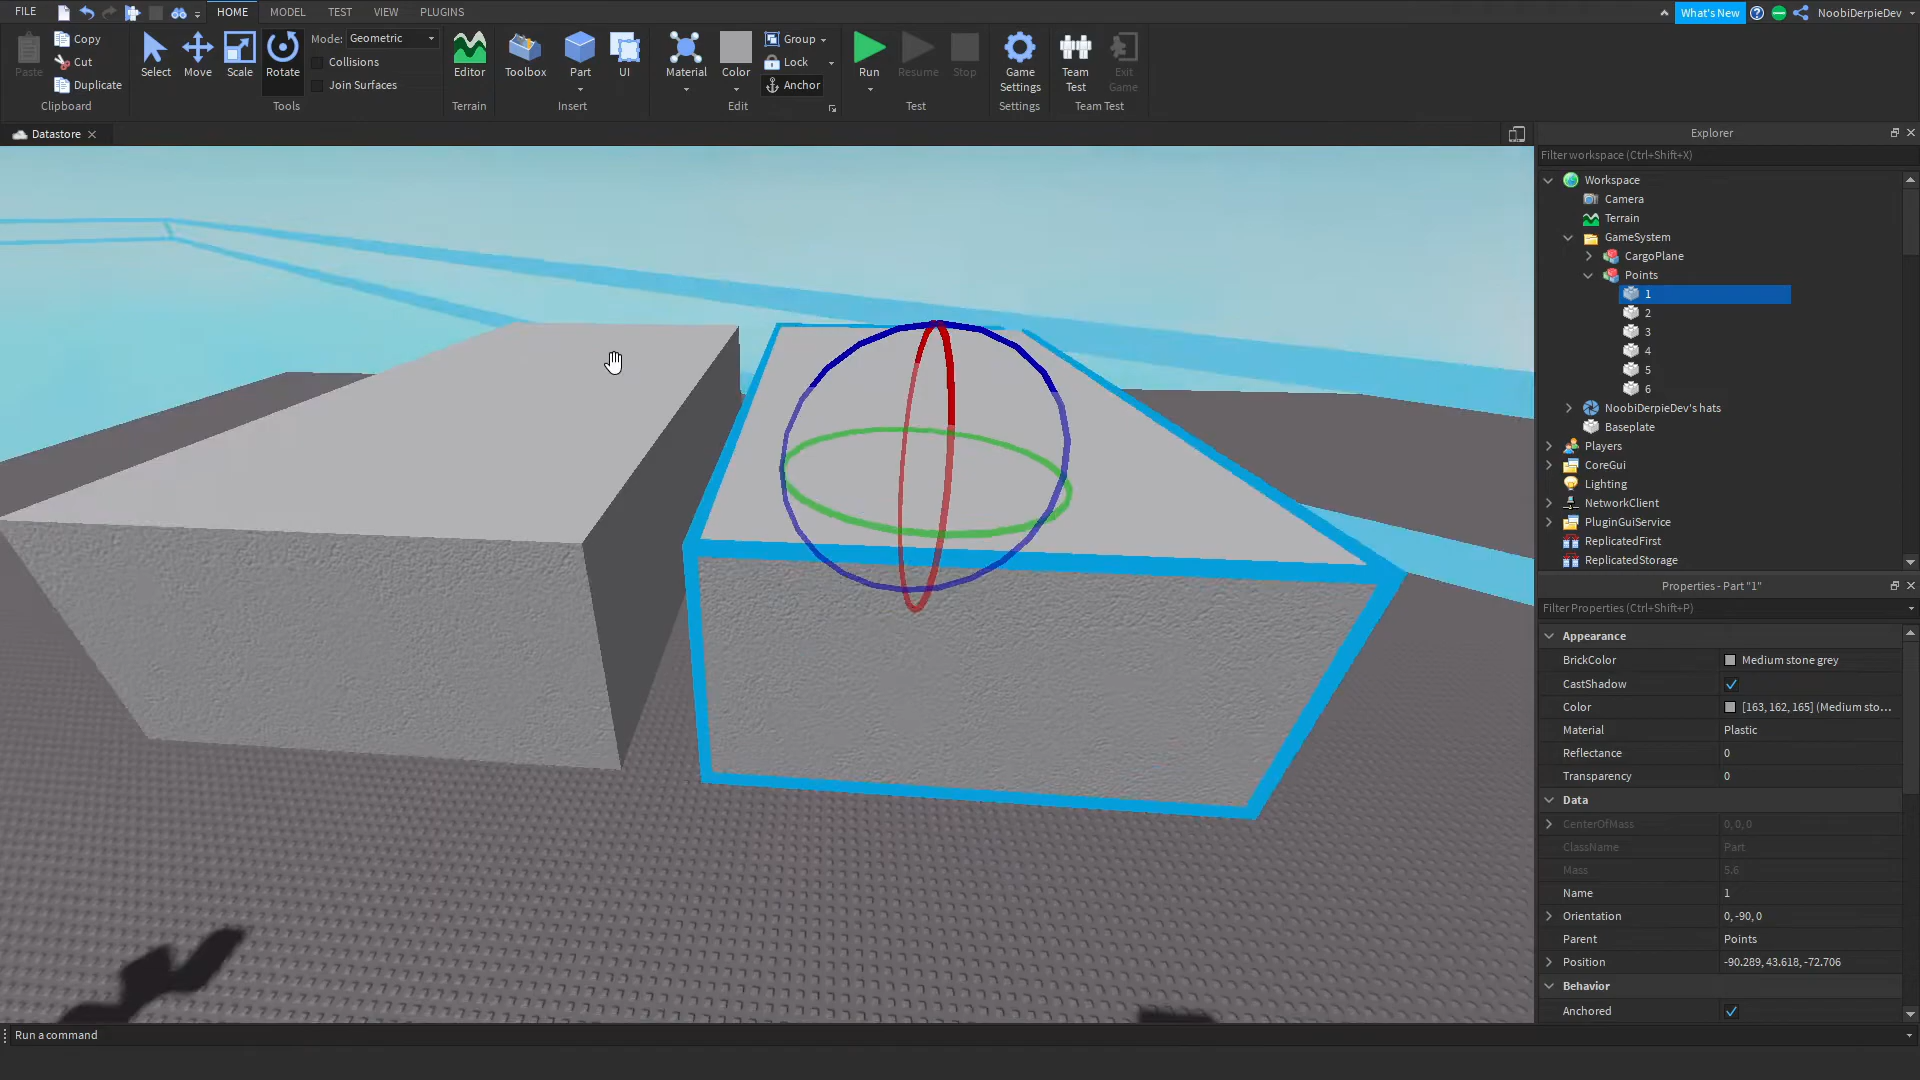 FILE
HOME
MODEL
TEST
VIEW
PLUGINS
What's New
NoobiDerpieDev
Paste
Copy
Cut
Duplicate
Clipboard
Select
Move
Scale
Rotate
Mode: Geometric
Collisions
Join Surfaces
Tools
Editor
Terrain
Toolbox
Part
UI
Insert
Material
Color
Group
Lock
Anchor
Edit
Run
Resume
Stop
Test
Game
Settings
Settings
Team
Test
Exit
Game
Team Test
Datastore
Explorer
Filter workspace (Ctrl+Shift+X)
Workspace
Camera
Terrain
GameSystem
CargoPlane
Points
1
2
3
4
5
6
NoobiDerpieDev's hats
Baseplate
Players
CoreGui
Lighting
NetworkClient
PluginGuiService
ReplicatedFirst
ReplicatedStorage
Properties - Part "1"
Filter Properties (Ctrl+Shift+P)
Appearance
BrickColor Medium stone grey
CastShadow
Color [163, 162, 165] (Medium sto...
Material Plastic
Reflectance 0
Transparency 0
Data
CenterOfMass 0, 0, 0
ClassName Part
Mass 5.6
Name 1
Orientation 0, -90, 0
Parent Points
Position -90.289, 43.618, -72.706
Behavior
Anchored
Run a command